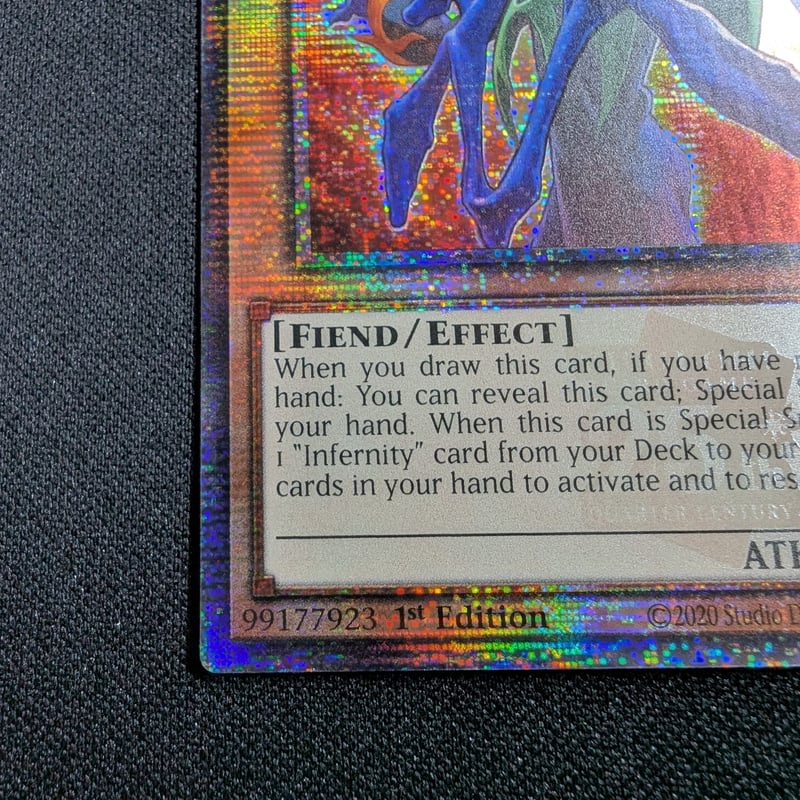 [FIEND/EFFECT]
When you draw this card, if you have
hand: You can reveal this card; Special
your hand. When this card is Special S
1 "Infernity" card from your Deck to your
cards in your hand to activate and to res
QUARTER CENTURY
ATK
99177923 1st Edition ©2020 Studio D